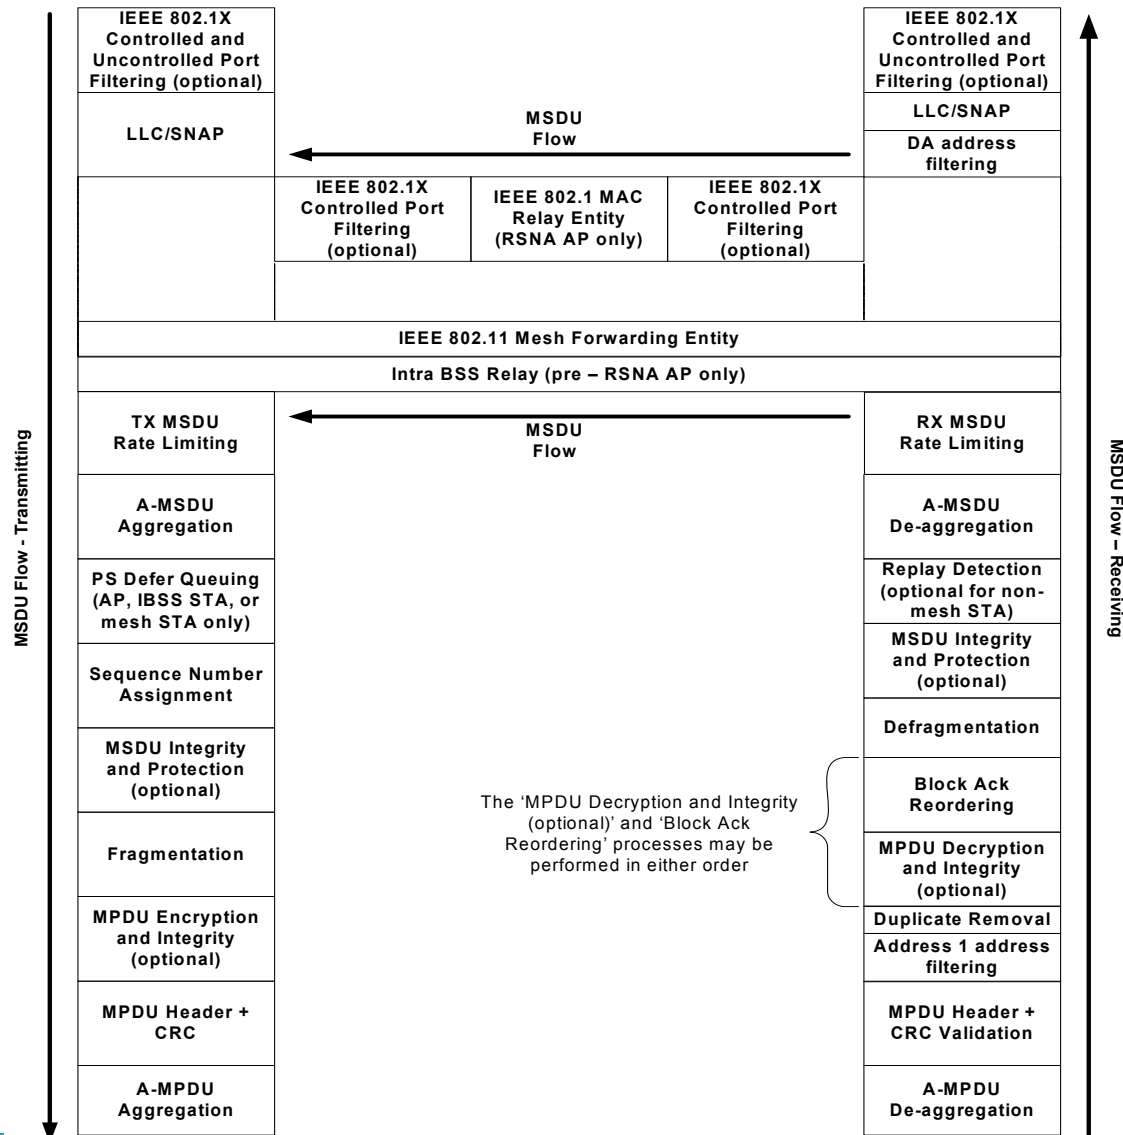 IEEE 802.1X
Controlled and
Uncontrolled Port
Filtering (optional)
IEEE 802.1X
Controlled and
Uncontrolled Port
Filtering (optional)
LLC/SNAP
MSDU
Flow
LLC/SNAP
DA address
filtering
IEEE 802.1X
Controlled Port
Filtering
(optional)
IEEE 802.1 MAC
Relay Entity
(RSNA AP only)
IEEE 802.1X
Controlled Port
Filtering
(optional)
IEEE 802.11 Mesh Forwarding Entity
Intra BSS Relay (pre – RSNA AP only)
MSDU Flow - Transmitting
TX MSDU
Rate Limiting
A-MSDU
Aggregation
PS Defer Queuing
(AP, IBSS STA, or
mesh STA only)
Sequence Number
Assignment
MSDU Integrity
and Protection
(optional)
Fragmentation
MPDU Encryption
and Integrity
(optional)
MPDU Header +
CRC
A-MPDU
Aggregation
MSDU
Flow
The ‘MPDU Decryption and Integrity
(optional)’ and ‘Block Ack
Reordering’ processes may be
performed in either order
RX MSDU
Rate Limiting
A-MSDU
De-aggregation
Replay Detection
(optional for non-
mesh STA)
MSDU Integrity
and Protection
(optional)
Defragmentation
Block Ack
Reordering
MPDU Decryption
and Integrity
(optional)
Duplicate Removal
Address 1 address
filtering
MPDU Header +
CRC Validation
A-MPDU
De-aggregation
MSDU Flow – Receiving